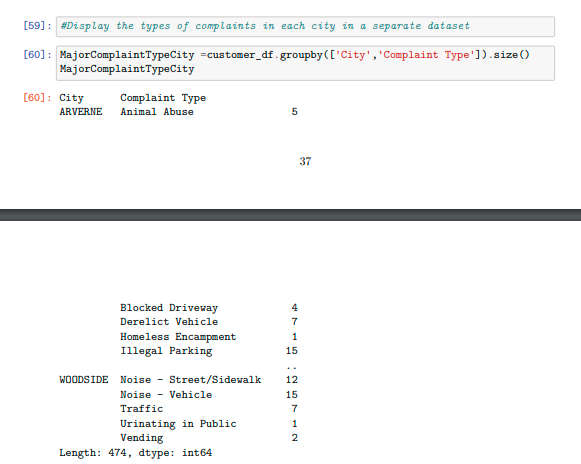 [59]: #Display the types of complaints in each city in a separate dataset
[60]: MajorComplaintTypeCity =customer_df.groupby(['City','Complaint Type']).size()
MajorComplaintTypeCity
[60]: City Complaint Type
ARVERNE Animal Abuse 5
37
Blocked Driveway 4
Derelict Vehicle 7
Homeless Encampment 1
Illegal Parking 15
..
WOODSIDE Noise - Street/Sidewalk 12
Noise - Vehicle 15
Traffic 7
Urinating in Public 1
Vending 2
Length: 474, dtype: int64